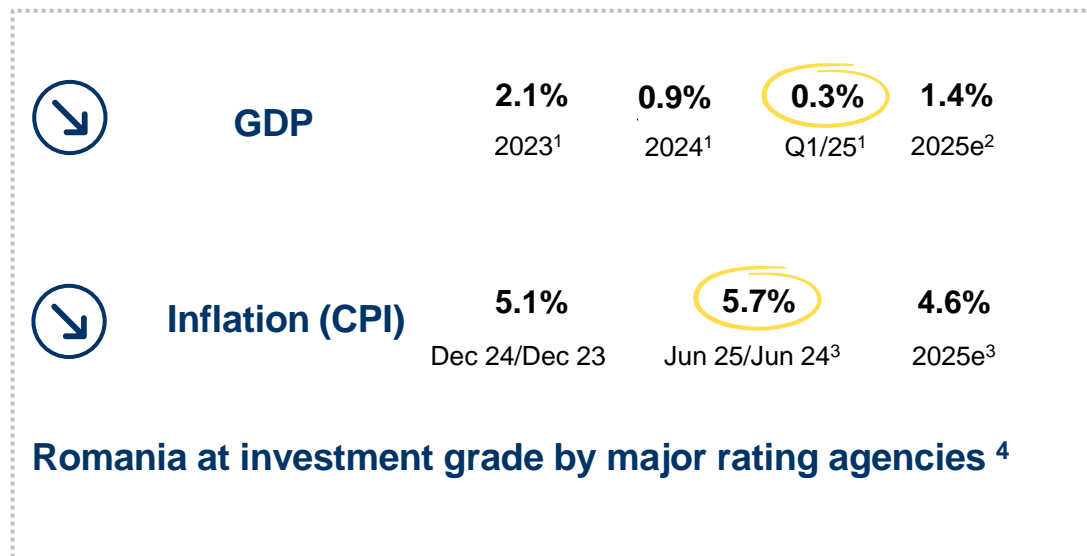 GDP
2.1% 0.9% 0.3% 1.4%
2023¹ 2024¹ Q1/25¹ 2025e²
Inflation (CPI)
5.1% 5.7% 4.6%
Dec 24/Dec 23 Jun 25/Jun 24³ 2025e³
Romania at investment grade by major rating agencies ⁴